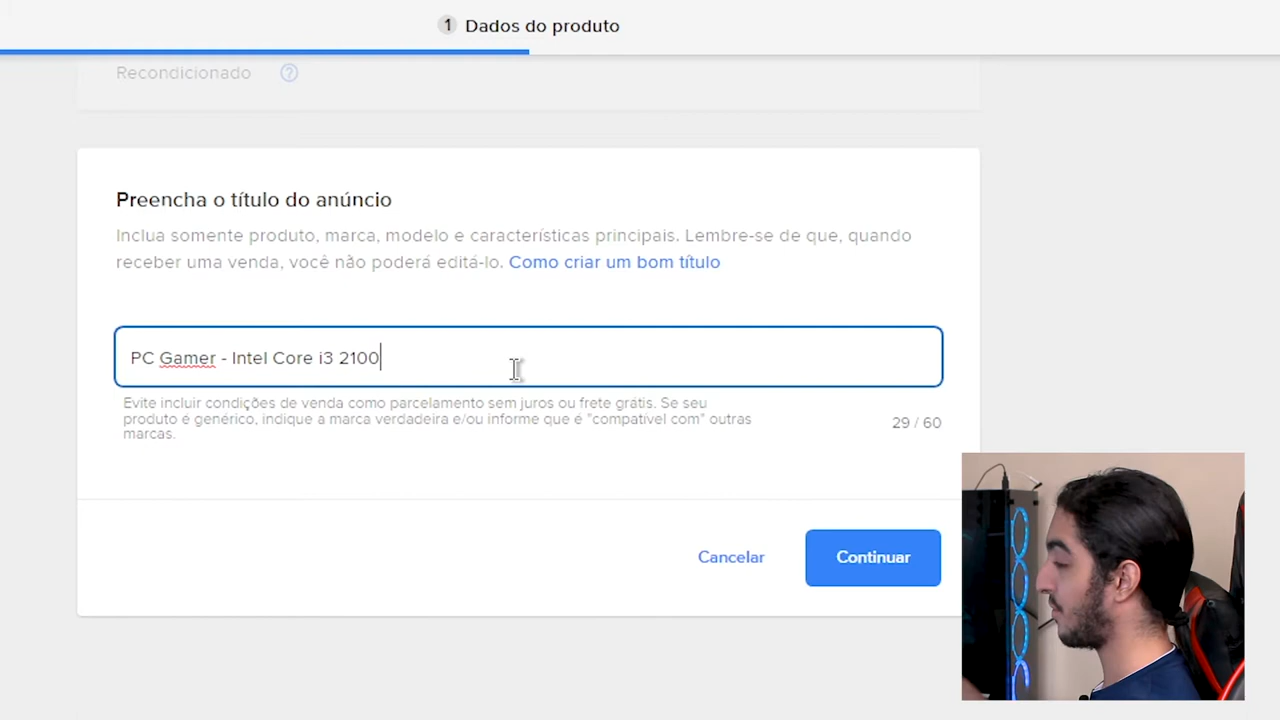 1 Dados do produto
Recondicionado ?
Preencha o título do anúncio
Inclua somente produto, marca, modelo e características principais. Lembre-se de que, quando
receber uma venda, você não poderá editá-lo. Como criar um bom título
PC Gamer - Intel Core i3 2100
Evite incluir condições de venda como parcelamento sem juros ou frete grátis. Se seu
produto é genérico, indique a marca verdadeira e/ou informe que é "compatível com" outras
marcas.
29 / 60
Cancelar
Continuar